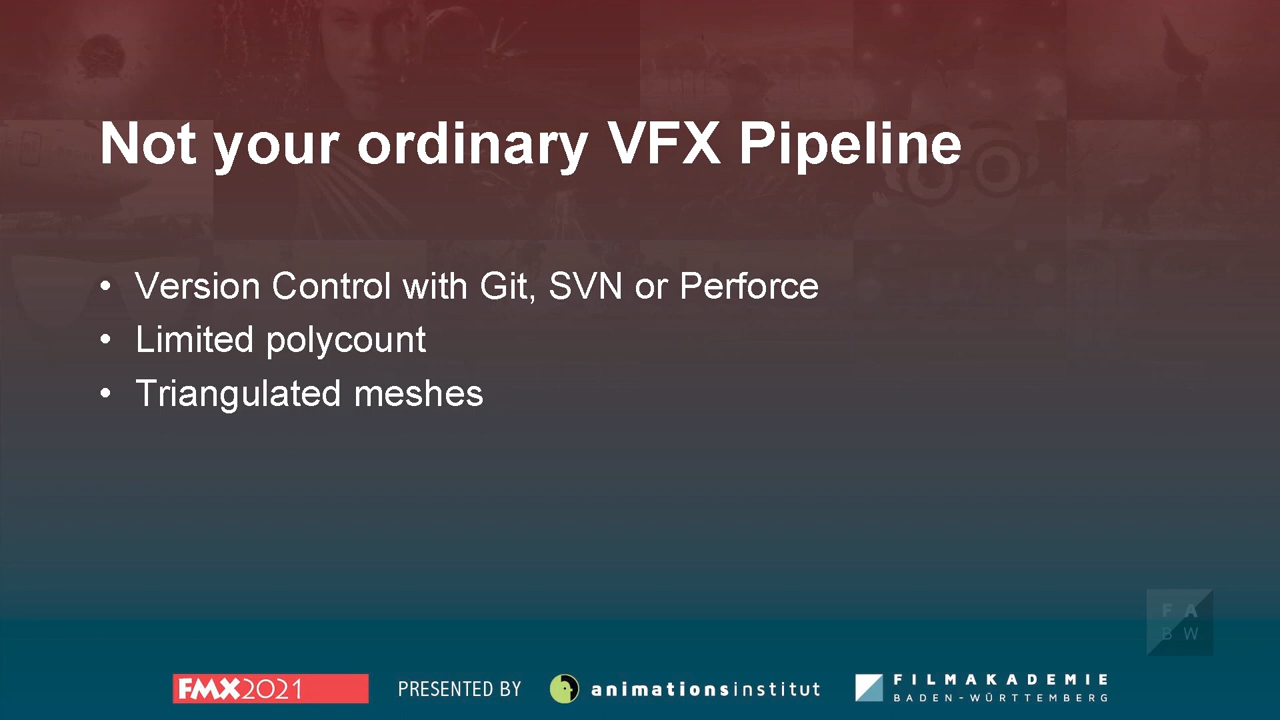 Not your ordinary VFX Pipeline
• Version Control with Git, SVN or Perforce
• Limited polycount
• Triangulated meshes
F A
B W
FMX2021 PRESENTED BY animationsinstitut FILMAKADEMIE
BADEN-WÜRTTEMBERG